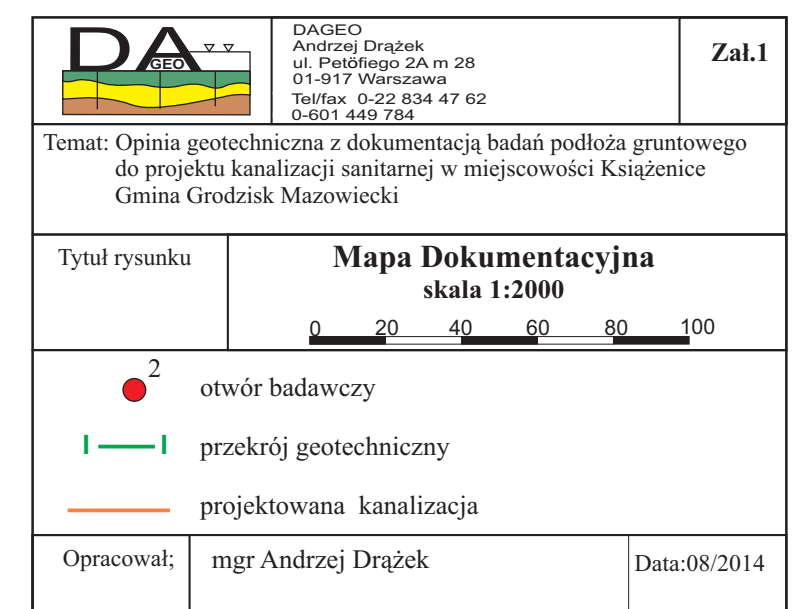 DA
GEO
DAGEO
Andrzej Drążek
ul. Petöfiego 2A m 28
01-917 Warszawa
Tel/fax 0-22 834 47 62
0-601 449 784
Zał.1
Temat: Opinia geotechniczna z dokumentacją badań podłoża gruntowego
do projektu kanalizacji sanitarnej w miejscowości Książenice
Gmina Grodzisk Mazowiecki
Tytuł rysunku
Mapa Dokumentacyjna
skala 1:2000
0 20 40 60 80 100
2
otwór badawczy
przekrój geotechniczny
projektowana kanalizacja
Opracował; mgr Andrzej Drążek Data:08/2014